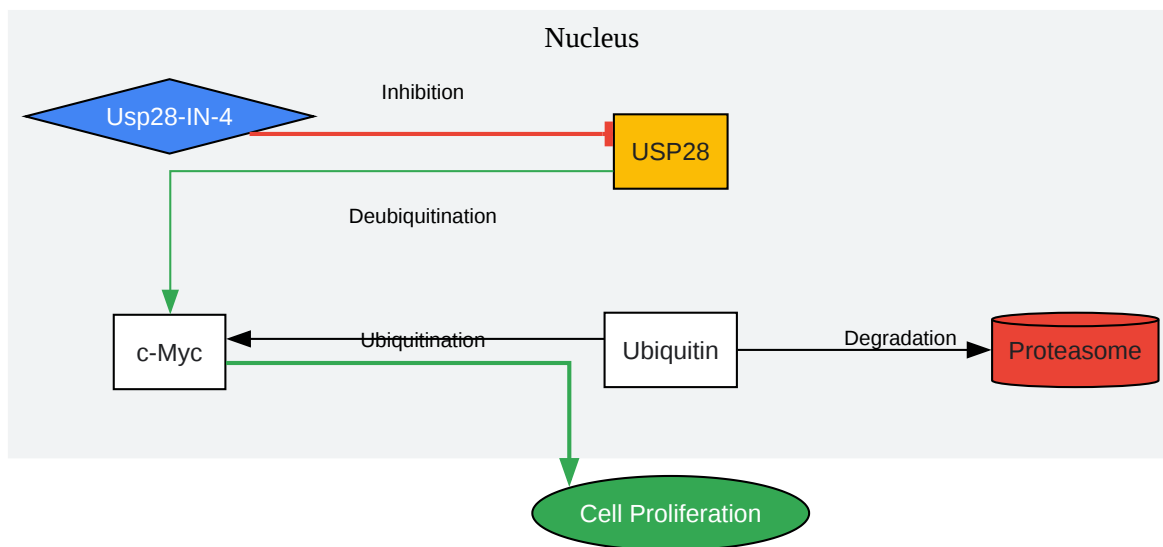 Nucleus
Inhibition
Usp28-IN-4
USP28
Deubiquitination
c-Myc
Ubiquitination
Ubiquitin
Degradation
Proteasome
Cell Proliferation